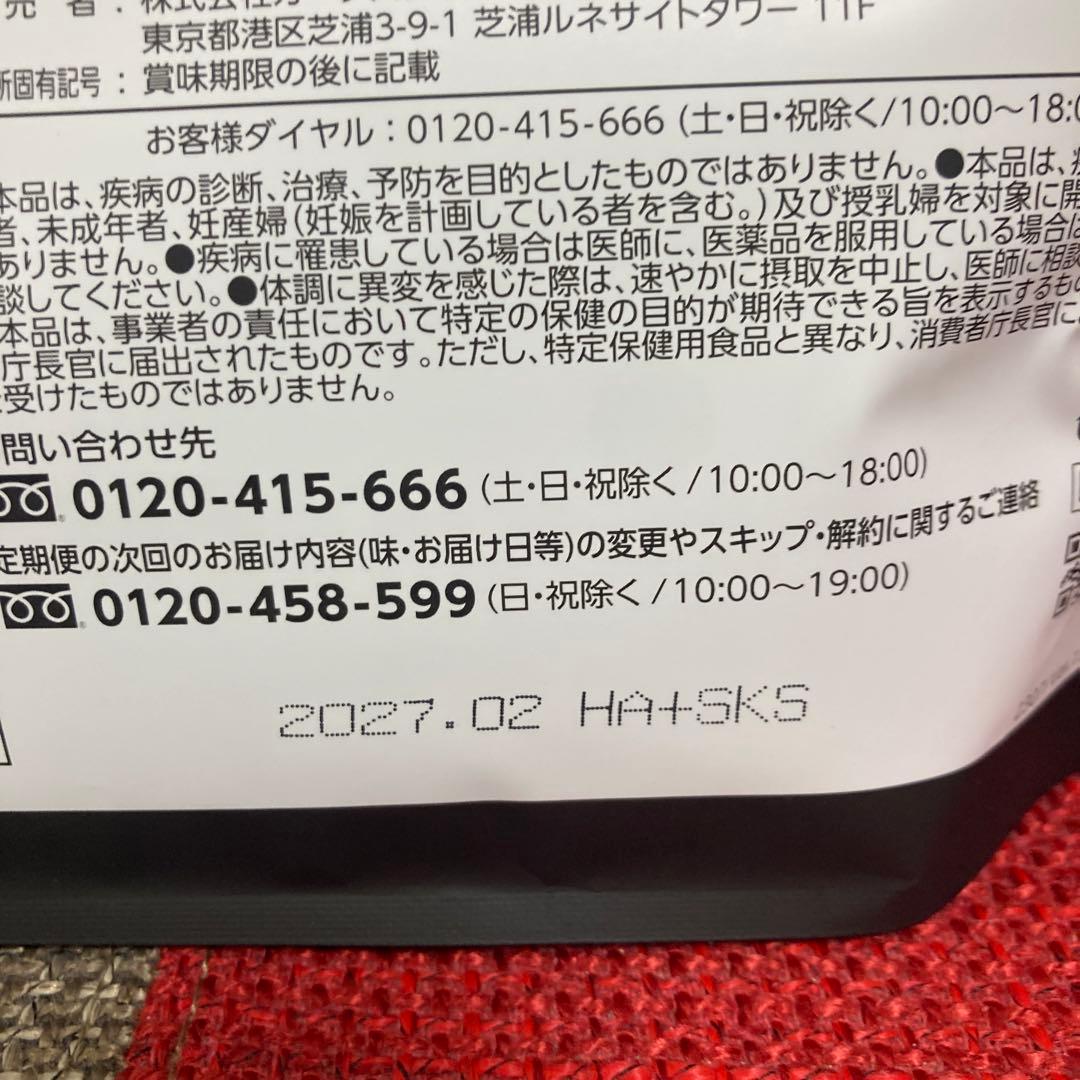 売 者 : 株式会社
東京都港区芝浦3-9-1 芝浦ルネサイトタワー 11F
所固有記号 : 賞味期限の後に記載
お客様ダイヤル : 0120-415-666 (土・日・祝除く/10:00〜18:0
本品は、疾病の診断、治療、予防を目的としたものではありません。●本品は、疾
者、未成年者、妊産婦(妊娠を計画している者を含む。)及び授乳婦を対象に開
ありません。●疾病に罹患している場合は医師に、医薬品を服用している場合は
談してください。●体調に異変を感じた際は、速やかに摂取を中止し、医師に相談
本品は、事業者の責任において特定の保健の目的が期待できる旨を表示するもの
庁長官に届出されたものです。ただし、特定保健用食品と異なり、消費者庁長官に
受けたものではありません。
問い合わせ先
0120-415-666 (土・日・祝除く/10:00〜18:00)
定期便の次回のお届け内容(味・お届け日等)の変更やスキップ・解約に関するご連絡
0120-458-599 (日・祝除く/10:00〜19:00)
2027.02 HA+SKS